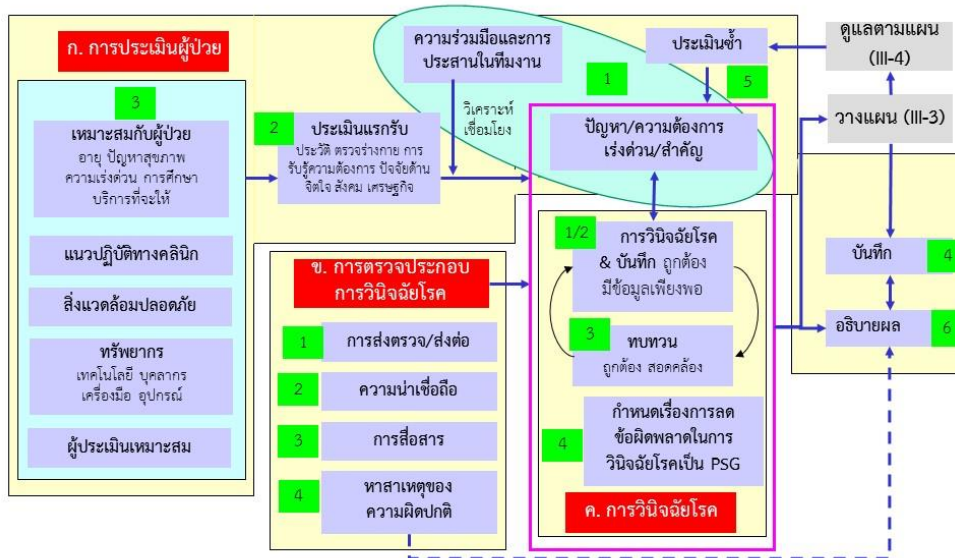 ก. การประเมินผู้ป่วย
3
เหมาะสมกับผู้ป่วย
อายุ ปัญหาสุขภาพ
ความเร่งด่วน การศึกษา
บริการที่จะให้
แนวปฏิบัติทางคลินิก
สิ่งแวดล้อมปลอดภัย
ทรัพยากร
เทคโนโลยี บุคลากร
เครื่องมือ อุปกรณ์
ผู้ประเมินเหมาะสม
2
ประเมินแรกรับ
ประวัติ ตรวจร่างกาย การ
รับรู้ความต้องการ ปัจจัยด้าน
จิตใจ สังคม เศรษฐกิจ
ความร่วมมือและการ
ประสานในทีมงาน
วิเคราะห์
เชื่อมโยง
1
ประเมินซ้ำ
5
ปัญหา/ความต้องการ
เร่งด่วน/สำคัญ
ดูแลตามแผน
(III-4)
วางแผน (III-3)
บันทึก
4
อธิบายผล
6
ข. การตรวจประกอบ
การวินิจฉัยโรค
1
การส่งตรวจ/ส่งต่อ
2
ความน่าเชื่อถือ
3
การสื่อสาร
4
หาสาเหตุของ
ความผิดปกติ
1/2
การวินิจฉัยโรค
& บันทึก ถูกต้อง
มีข้อมูลเพียงพอ
3
ทบทวน
ถูกต้อง สอดคล้อง
4
กำหนดเรื่องการลด
ข้อผิดพลาดในการ
วินิจฉัยโรคเป็น PSG
ค. การวินิจฉัยโรค